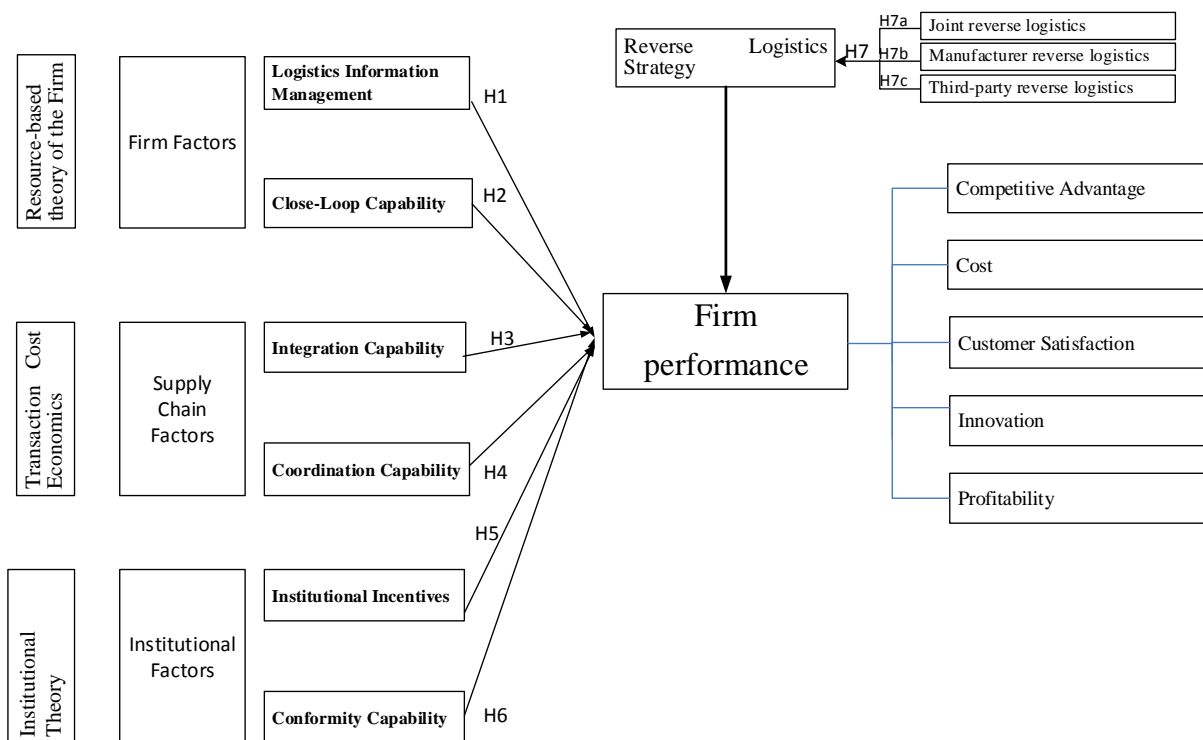 Resource-based
theory of the Firm
Firm Factors
Logistics Information
Management
H1
Close-Loop Capability
H2
Transaction Cost
Economics
Supply
Chain
Factors
Integration Capability
H3
Coordination Capability
H4
Institutional
Theory
Institutional
Factors
Institutional Incentives
H5
Conformity Capability
H6
Reverse Logistics
Strategy
H7
H7a
Joint reverse logistics
H7b
Manufacturer reverse logistics
H7c
Third-party reverse logistics
Firm
performance
Competitive Advantage
Cost
Customer Satisfaction
Innovation
Profitability